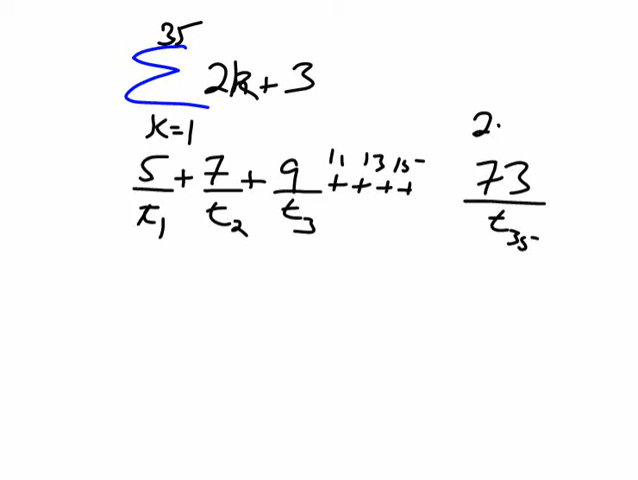 35
Σ 2k + 3
k=1
2.
5 + 7 + 9 + 11 + 13 + 15 + 73
t₁ t₂ t₃ t₃₅